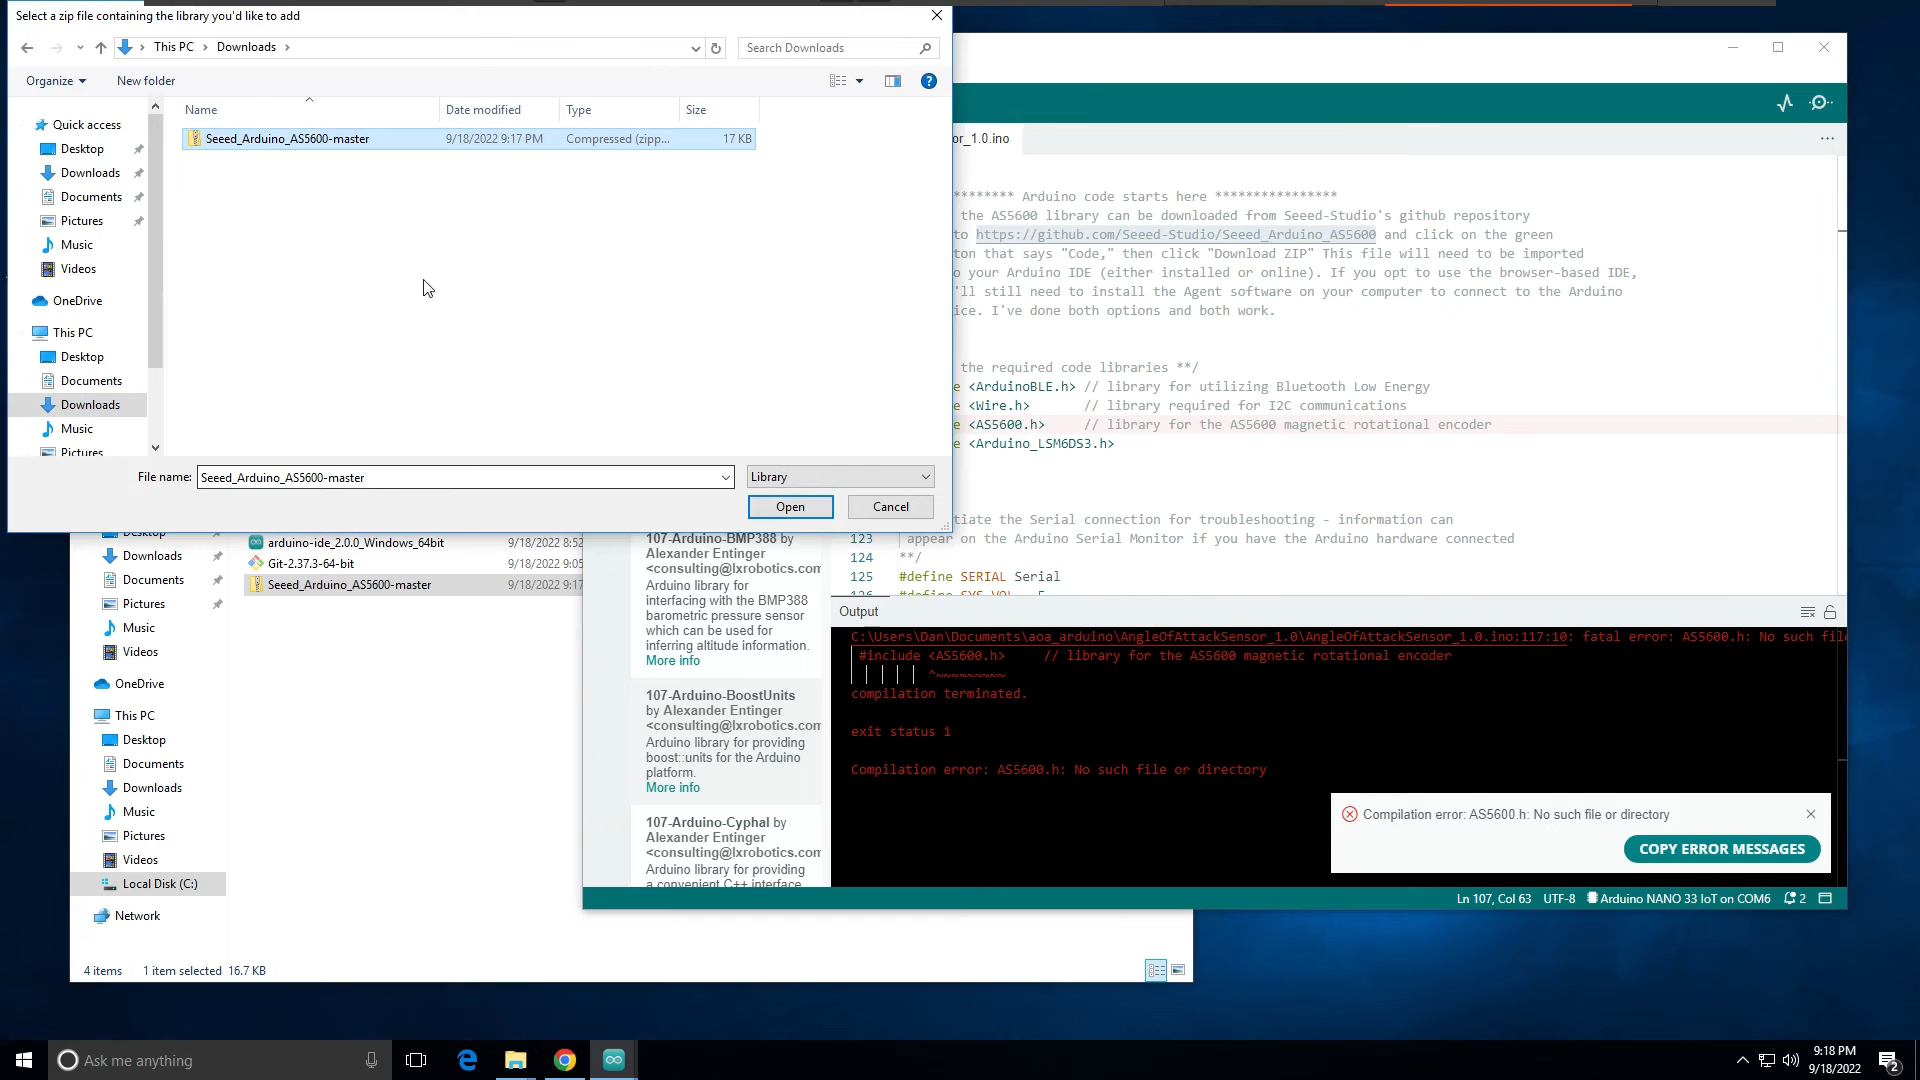 Select a zip file containing the library you'd like to add
This PC
Downloads
Search Downloads
Organize
New folder
Name
Date modified
Type
Size
Seeed_Arduino_AS5600-master
9/18/2022 9:17 PM
Compressed (zipp...
17 KB
Quick access
Desktop
Downloads
Documents
Pictures
Music
Videos
OneDrive
This PC
Desktop
Documents
Downloads
Music
Pictures
File name:
Seeed_Arduino_AS5600-master
Library
Open
Cancel
or_1.0.ino
******** Arduino code starts here ****************
the AS5600 library can be downloaded from Seeed-Studio's github repository
to https://github.com/Seeed-Studio/Seeed_Arduino_AS5600 and click on the green
ton that says "Code," then click "Download ZIP" This file will need to be imported
o your Arduino IDE (either installed or online). If you opt to use the browser-based IDE,
'll still need to install the Agent software on your computer to connect to the Arduino
ice. I've done both options and both work.
the required code libraries **/
e <ArduinoBLE.h> // library for utilizing Bluetooth Low Energy
e <Wire.h> // library required for I2C communications
e <AS5600.h> // library for the AS5600 magnetic rotational encoder
e <Arduino_LSM6DS3.h>
tiate the Serial connection for troubleshooting - information can
123 appear on the Arduino Serial Monitor if you have the Arduino hardware connected
124 **/
125 #define SERIAL Serial
126 #define SYS_VOL 5
Desktop
Downloads
Documents
Pictures
Music
Videos
OneDrive
This PC
Desktop
Documents
Downloads
Music
Pictures
Videos
Local Disk (C:)
Network
arduino-ide_2.0.0_Windows_64bit
9/18/2022 8:52
Git-2.37.3-64-bit
9/18/2022 9:05
Seeed_Arduino_AS5600-master
9/18/2022 9:17
4 items
1 item selected 16.7 KB
107-Arduino-BMP388 by
Alexander Entinger
<consulting@lxrobotics.com
Arduino library for
interfacing with the BMP388
barometric pressure sensor
which can be used for
inferring altitude information.
More info
107-Arduino-BoostUnits
by Alexander Entinger
<consulting@lxrobotics.com
Arduino library for providing
boost::units for the Arduino
platform.
More info
107-Arduino-Cyphal by
Alexander Entinger
<consulting@lxrobotics.com
Arduino library for providing
a convenient C++ interface
Output
C:\Users\Dan\Documents\aoa_arduino\AngleOfAttackSensor_1.0\AngleOfAttackSensor_1.0.ino:117:10: fatal error: AS5600.h: No such file
#include <AS5600.h> // library for the AS5600 magnetic rotational encoder
^~~~~~~~~~
compilation terminated.
exit status 1
Compilation error: AS5600.h: No such file or directory
Compilation error: AS5600.h: No such file or directory
COPY ERROR MESSAGES
Ln 107, Col 63
UTF-8
Arduino NANO 33 IoT on COM6
2
Ask me anything
9:18 PM
9/18/2022
2